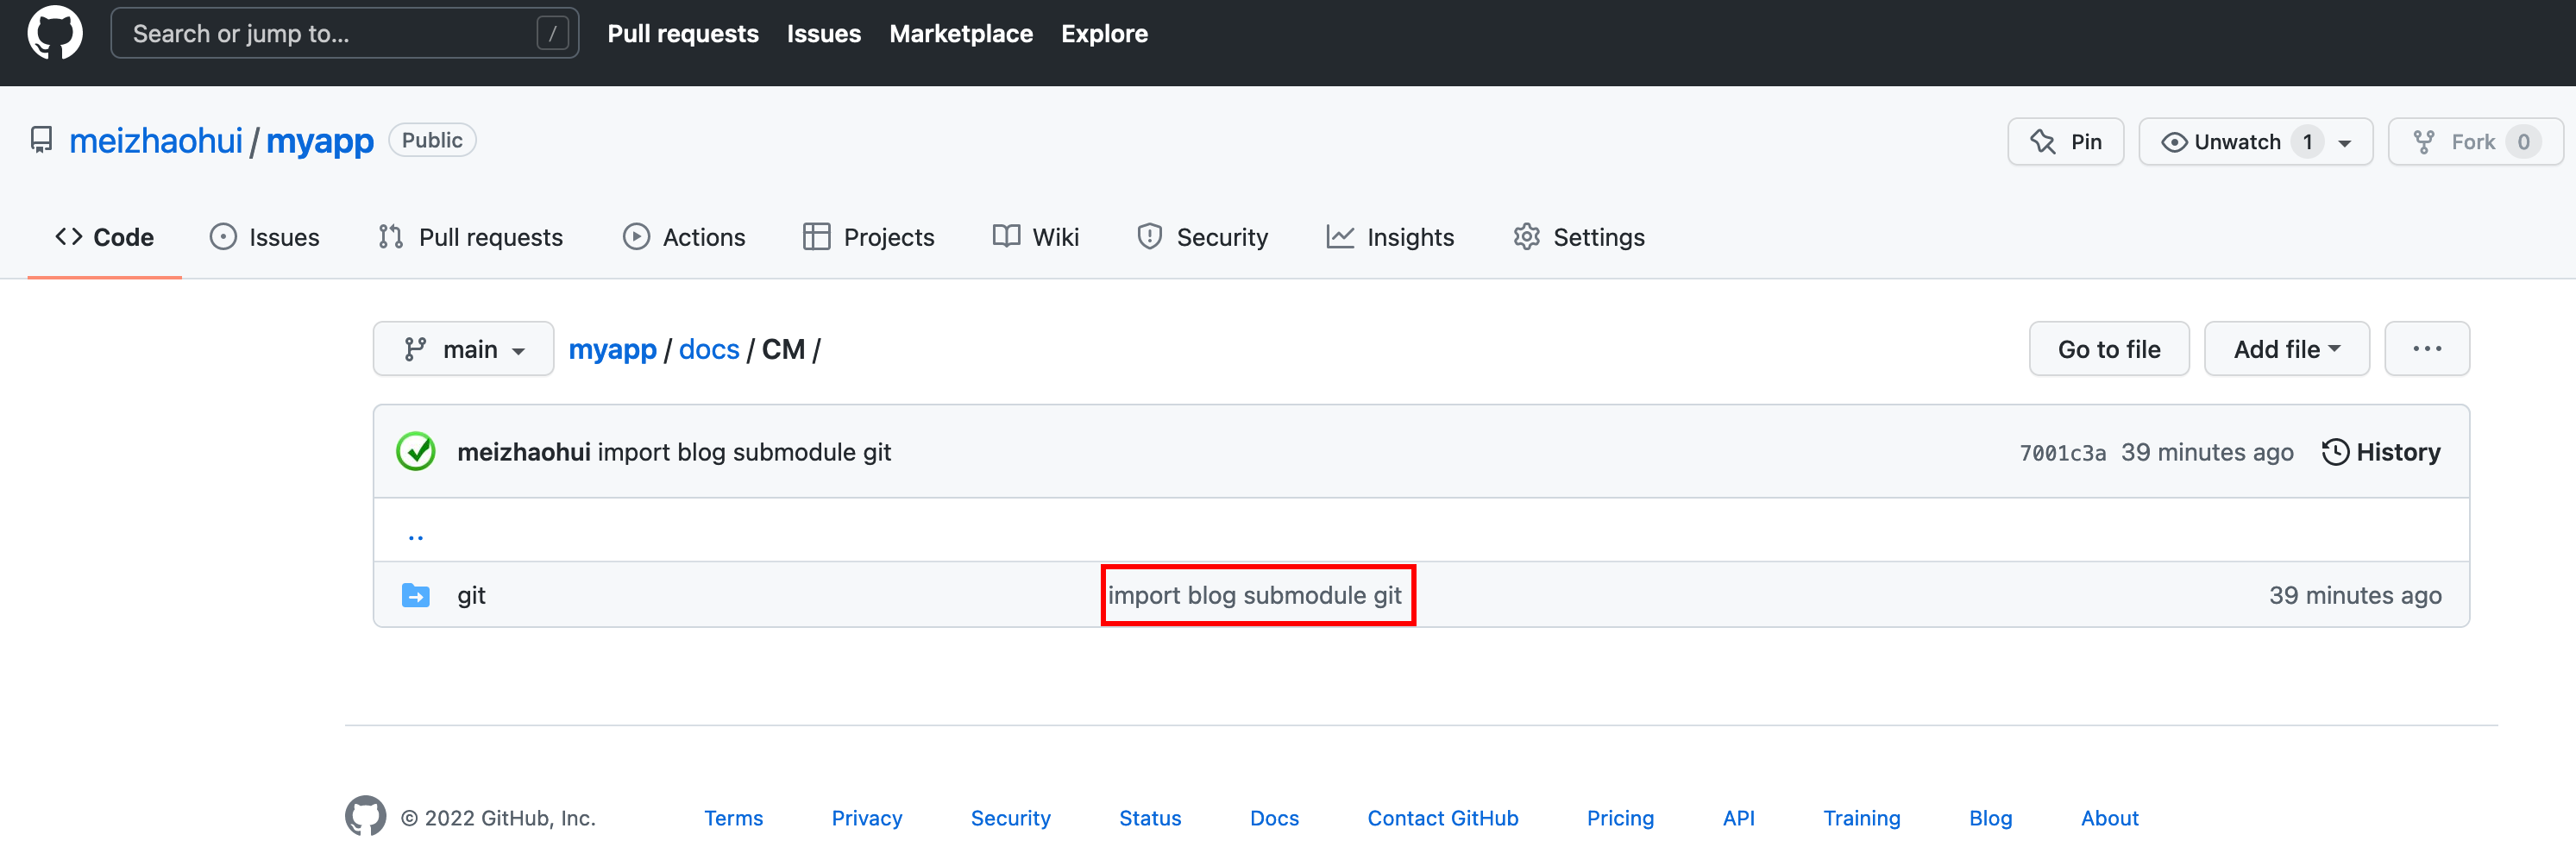 Search or jump to... / Pull requests Issues Marketplace Explore
meizhaohui / myapp Public Pin Unwatch 1 Fork 0
Code Issues Pull requests Actions Projects Wiki Security Insights Settings
main myapp / docs / CM / Go to file Add file ...
meizhaohui import blog submodule git 7001c3a 39 minutes ago History
..
git import blog submodule git 39 minutes ago
© 2022 GitHub, Inc. Terms Privacy Security Status Docs Contact GitHub Pricing API Training Blog About